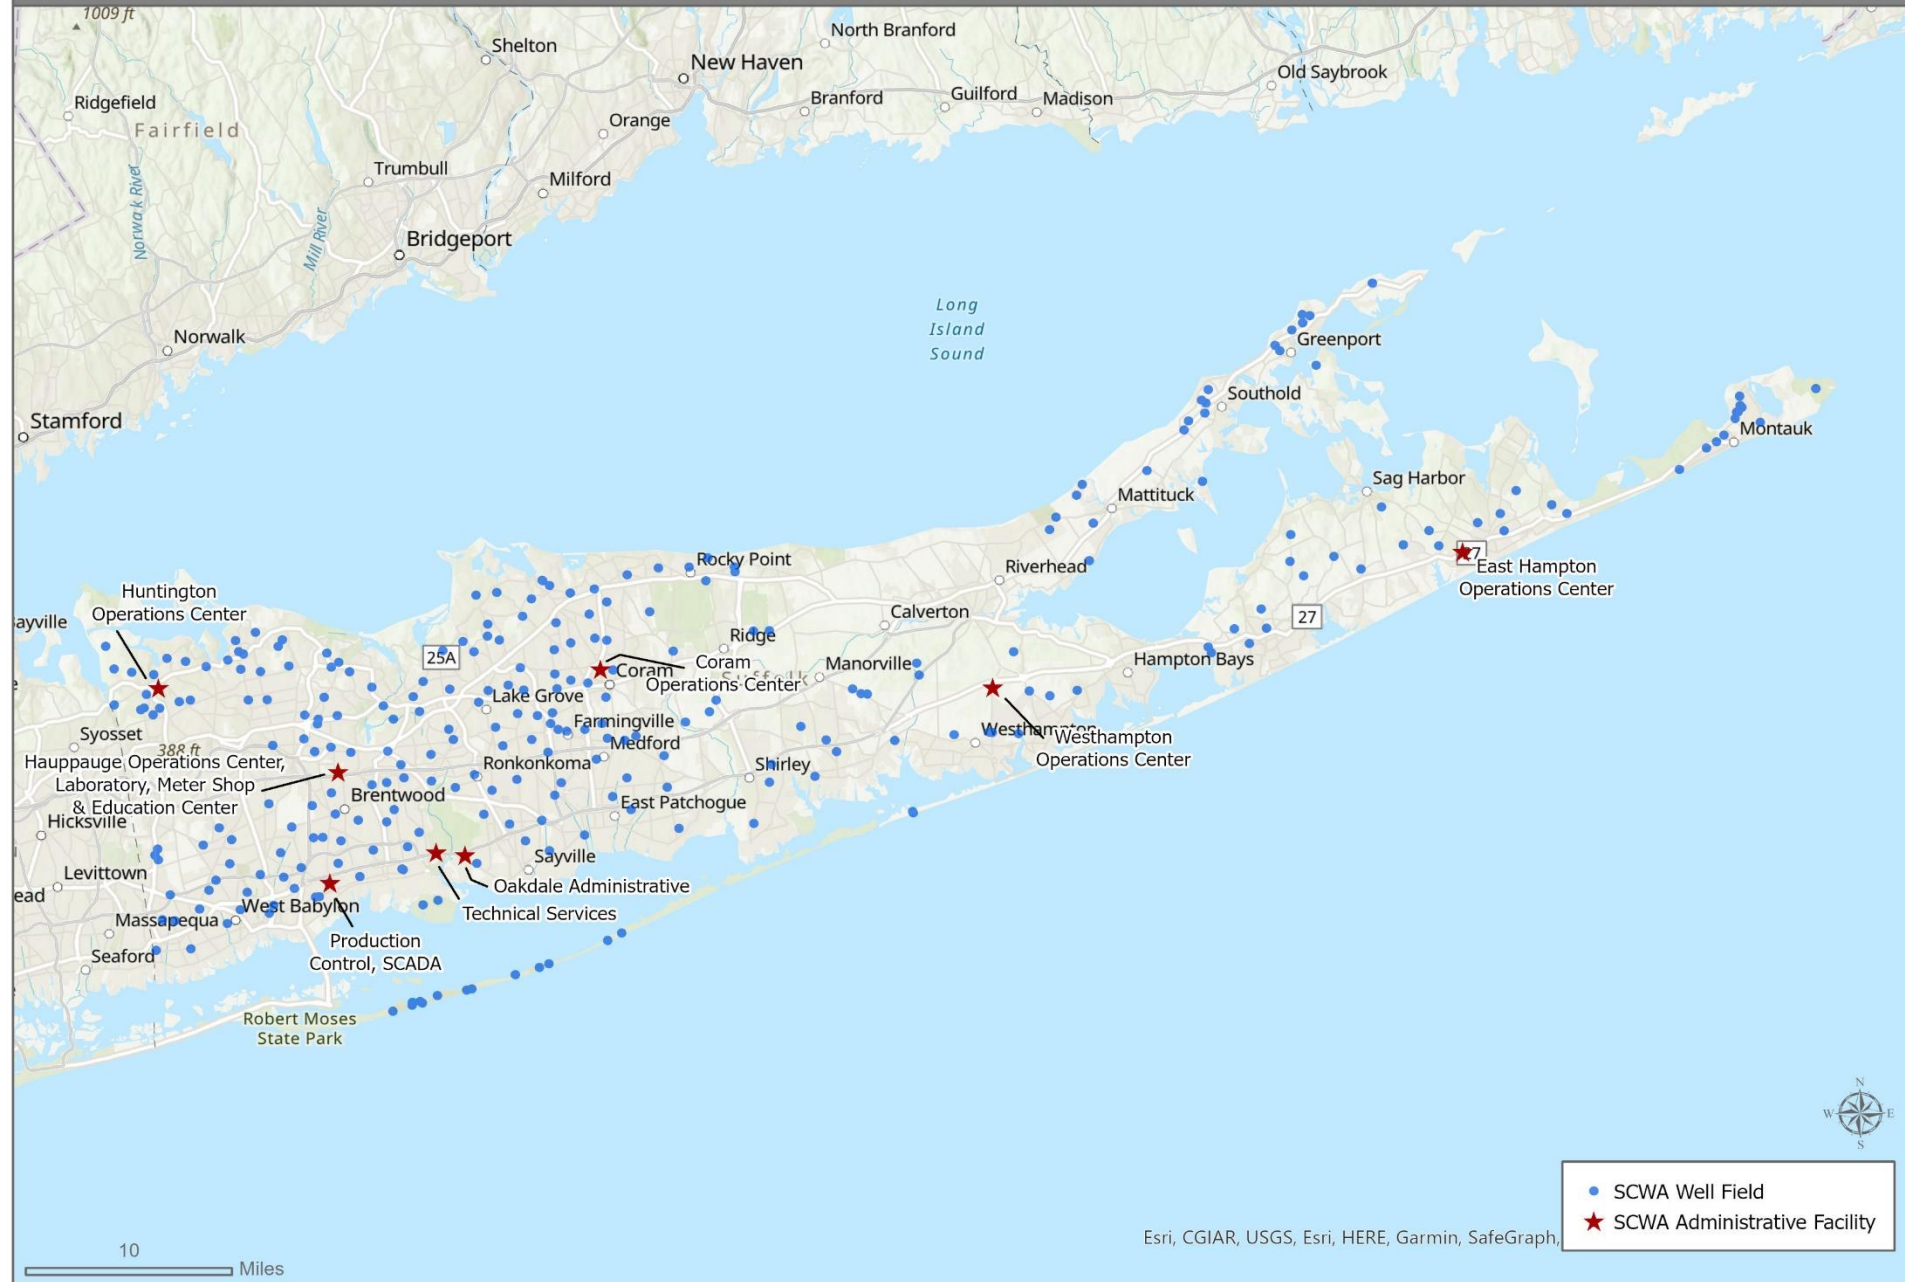 1009 ft
Shelton
North Branford
New Haven
Old Saybrook
Ridgefield
Branford
Guilford
Madison
Fairfield
Orange
Trumbull
Milford
Norwalk River
Mill River
Bridgeport
Long
Island
Sound
Norwalk
Greenport
Stamford
Southold
Montauk
Sag Harbor
Mattituck
Rocky Point
Riverhead
27
East Hampton
Operations Center
Huntington
Operations Center
Calverton
27
Ridge
25A
Coram
Coram
Operations Center
Suffolk
Manorville
Hampton Bays
Lake Grove
Syosset
388 ft
Farmingville
Medford
Westhampton
Westhampton
Operations Center
Hauppauge Operations Center,
Laboratory, Meter Shop
& Education Center
Ronkonkoma
Shirley
Brentwood
East Patchogue
Hicksville
Levittown
Sayville
Oakdale Administrative
Technical Services
West Babylon
Massapequa
Production
Control, SCADA
Seaford
Robert Moses
State Park
N
W
E
S
SCWA Well Field
SCWA Administrative Facility
Esri, CGIAR, USGS, Esri, HERE, Garmin, SafeGraph,
10
Miles